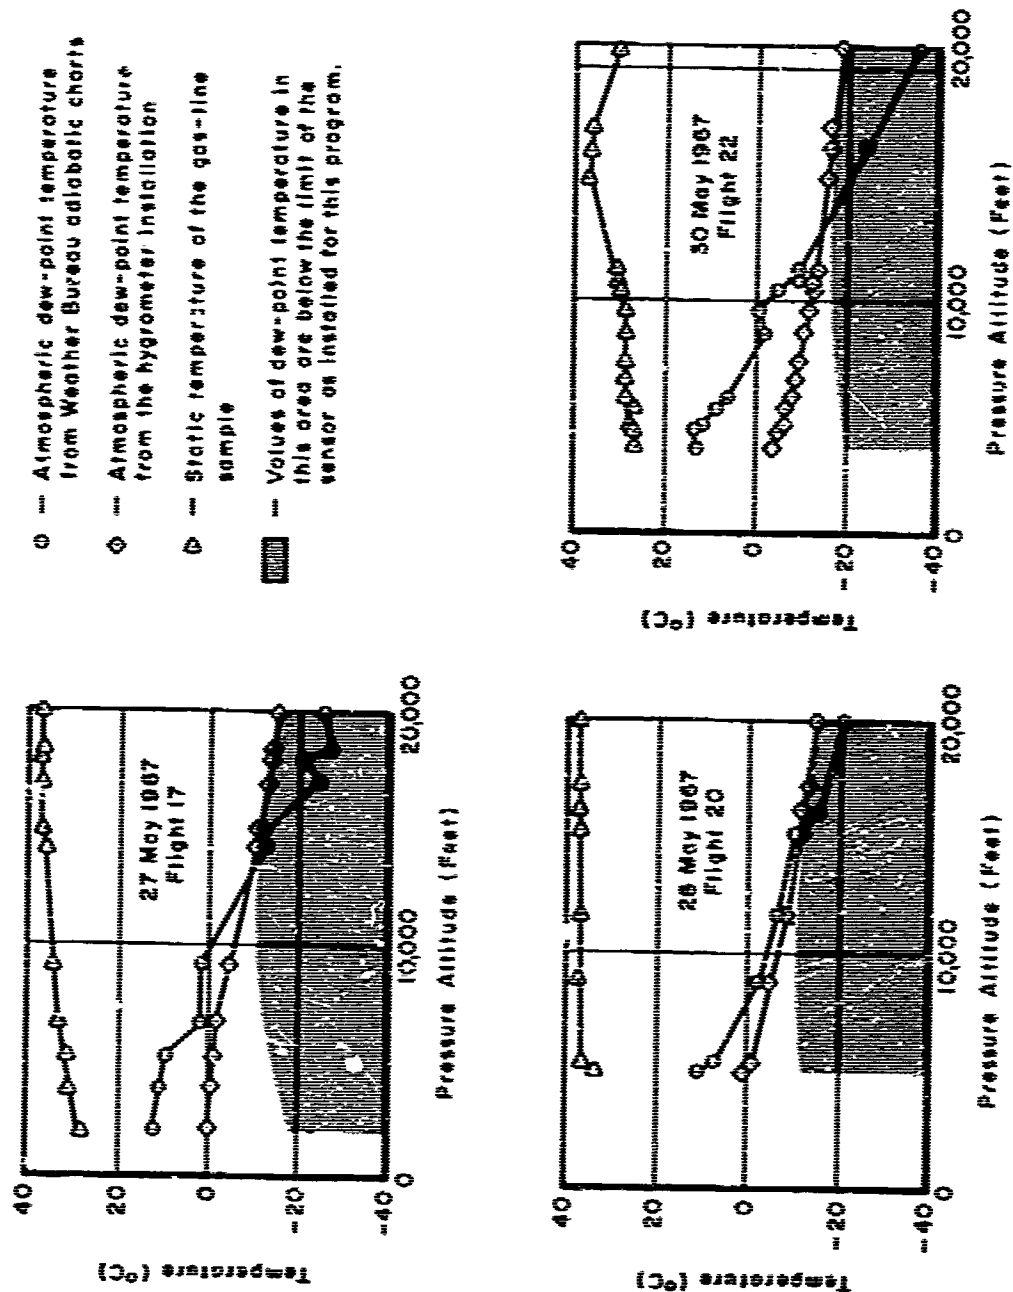 ○ — Atmospheric dew-point temperature
from Weather Bureau adiabatic charts
◇ — Atmospheric dew-point temperature
from the hygrometer installation
△ — Static temperature of the gas-line
sample
— Values of dew-point temperature in
this area are below the limit of the
sensor as installed for this program.
27 May 1967
Flight 17
Temperature (°C)
40
20
0
-20
-40
0
10,000
20,000
Pressure Altitude (Feet)
28 May 1967
Flight 20
Temperature (°C)
40
20
0
-20
-40
0
10,000
20,000
Pressure Altitude (Feet)
30 May 1967
Flight 22
Temperature (°C)
40
20
0
-20
-40
0
10,000
20,000
Pressure Altitude (Feet)